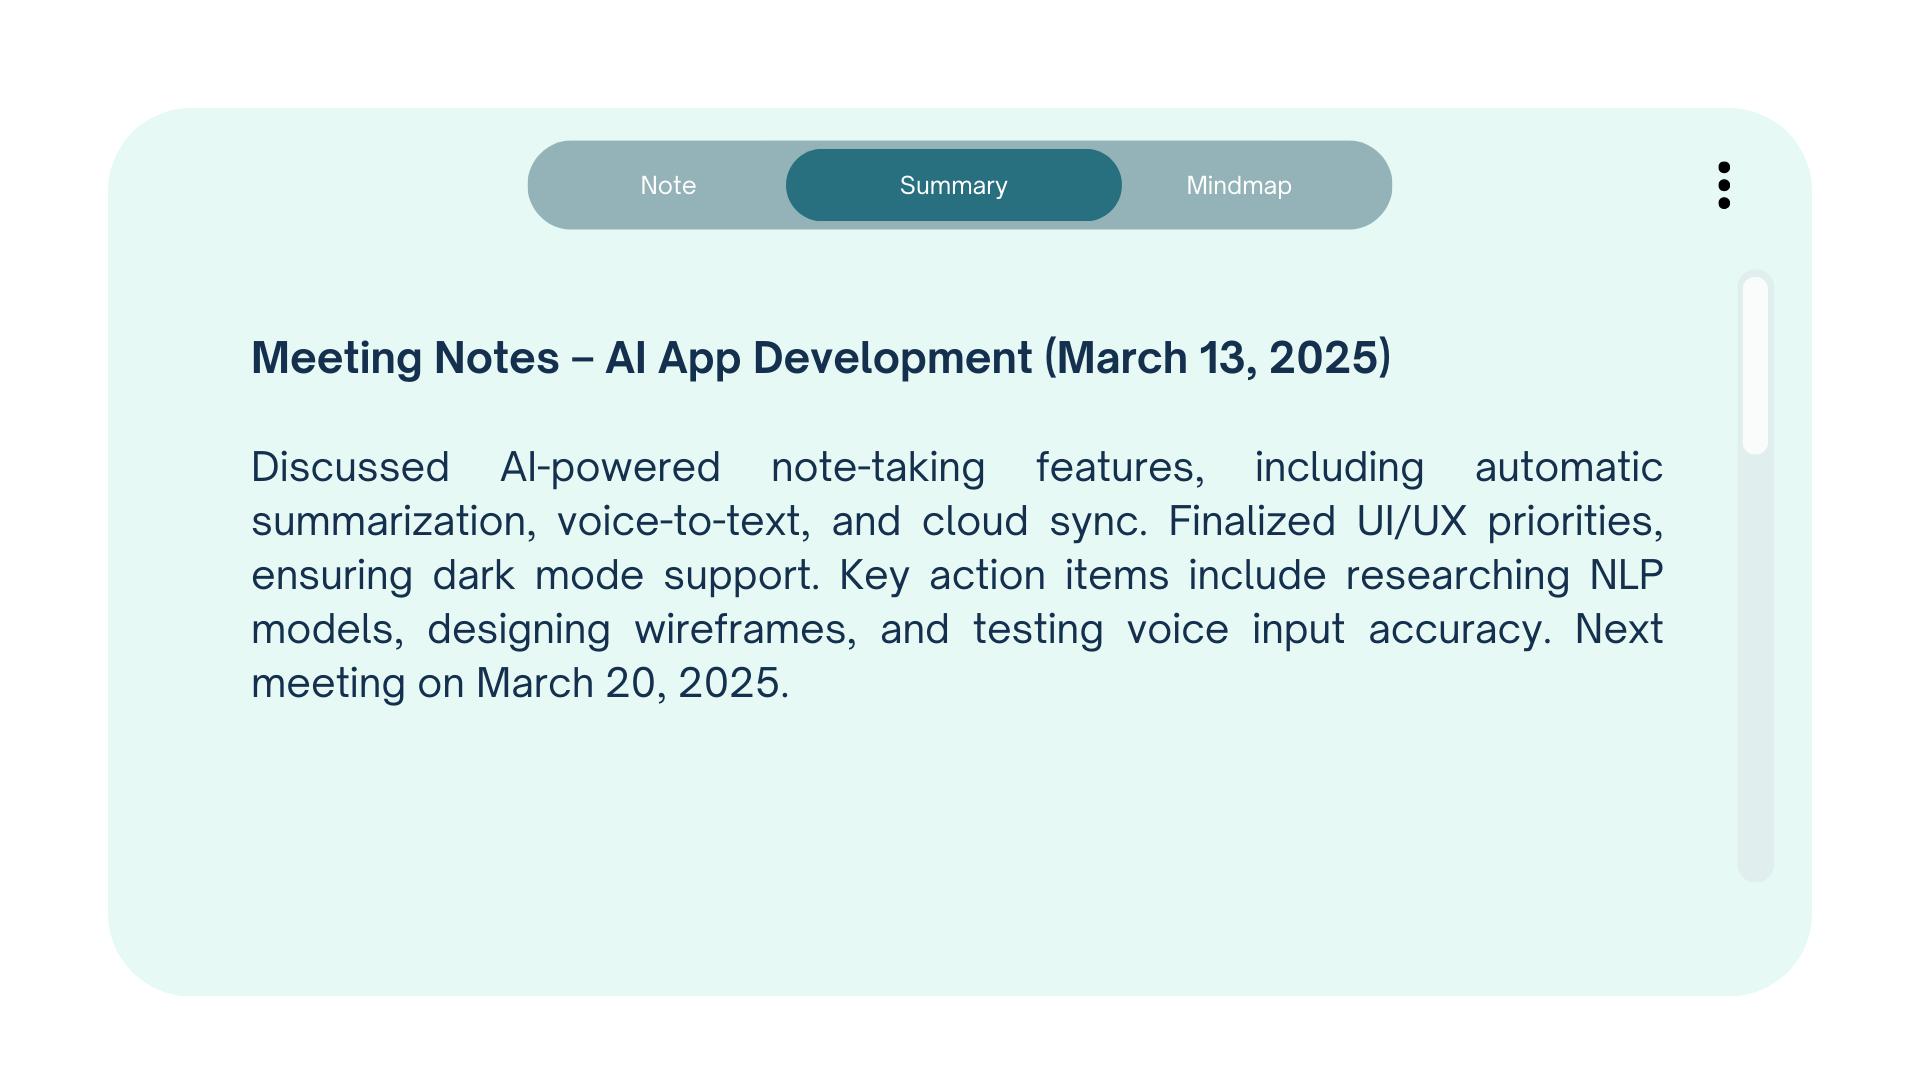 Note Summary Mindmap
Meeting Notes – AI App Development (March 13, 2025)
Discussed AI-powered note-taking features, including automatic
summarization, voice-to-text, and cloud sync. Finalized UI/UX priorities,
ensuring dark mode support. Key action items include researching NLP
models, designing wireframes, and testing voice input accuracy. Next
meeting on March 20, 2025.